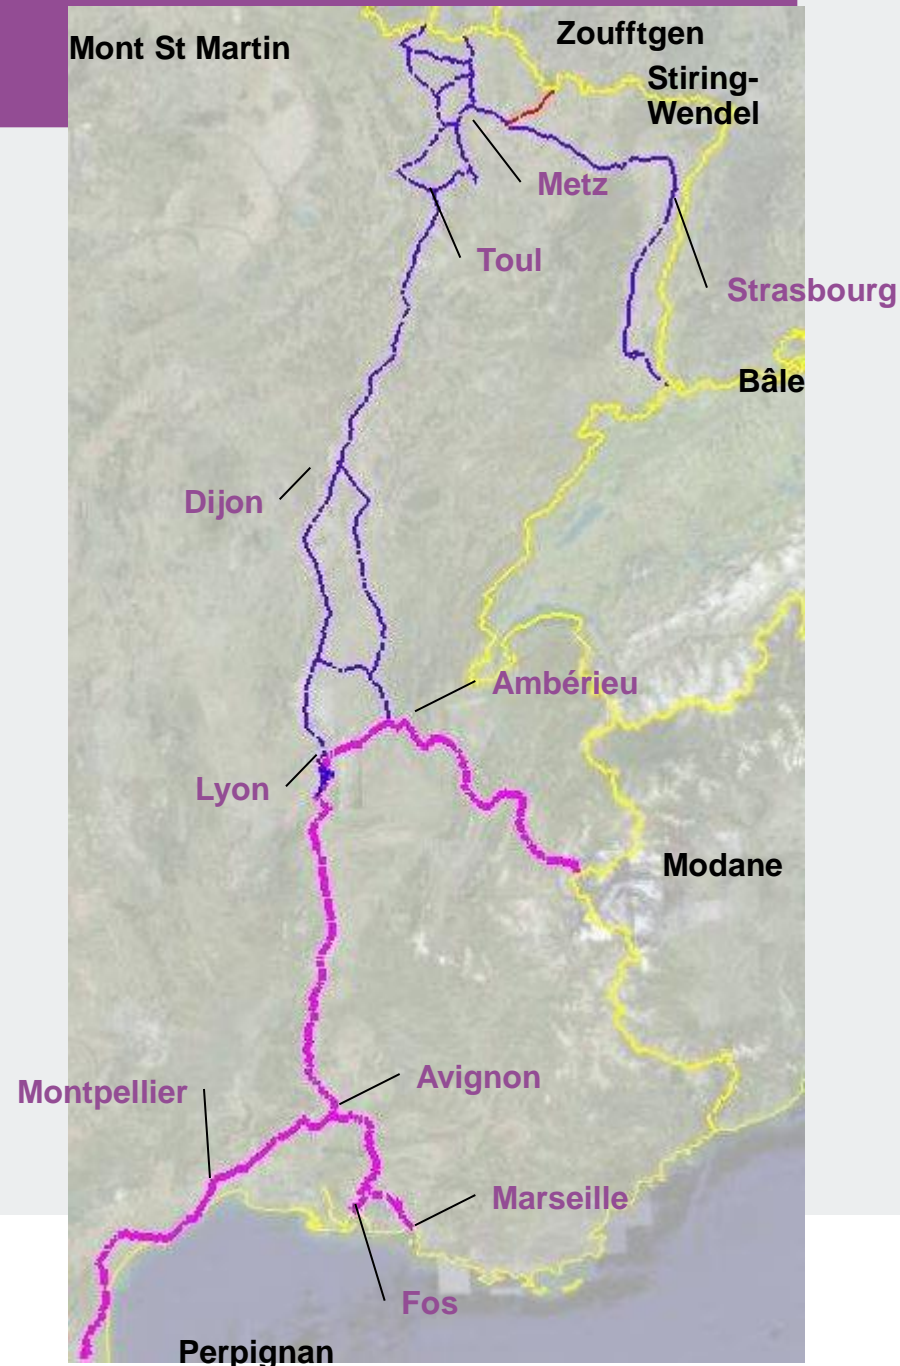 Zoufftgen
Mont St Martin
Stiring-
Wendel
Metz
Toul
Strasbourg
Bâle
Dijon
Ambérieu
Lyon
Modane
Avignon
Montpellier
Marseille
Fos
Perpignan